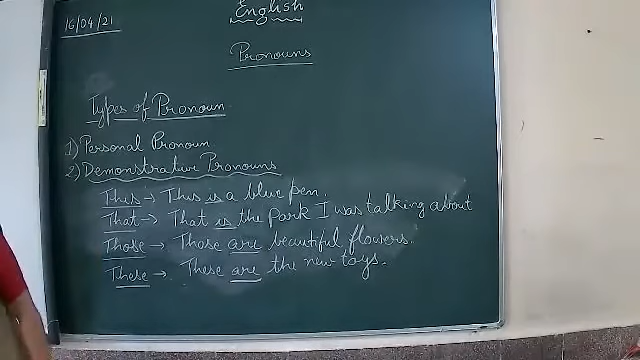 16/04/21
English
Pronouns
Types of Pronoun
1) Personal Pronoun
2) Demonstrative Pronouns
This → This is a blue pen.
That → That is the Park I was talking about
Those → Those are beautiful flowers.
These → These are the new toys.